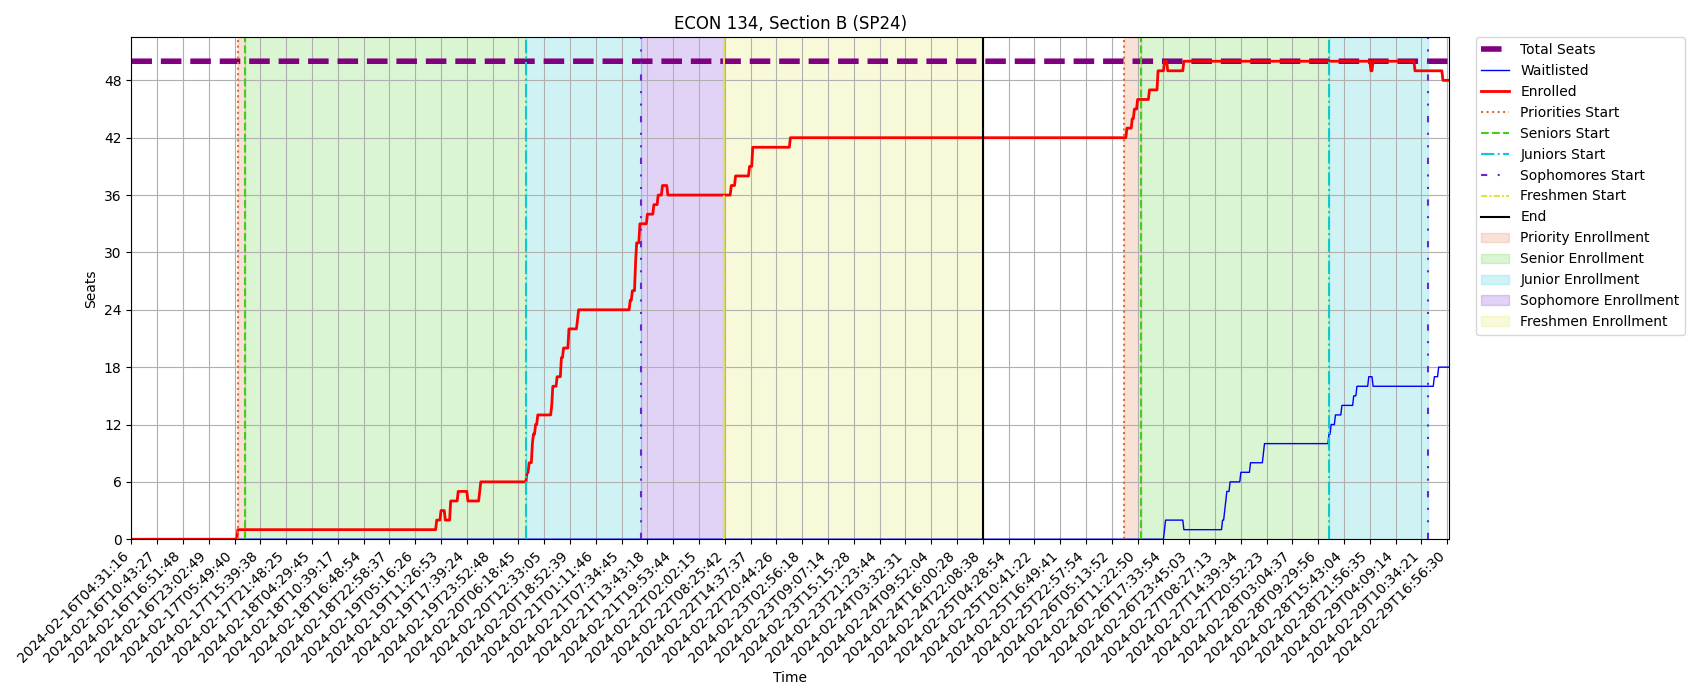 ECON 134, Section B (SP24)
Total Seats
Waitlisted
Enrolled
Priorities Start
Seniors Start
Juniors Start
Sophomores Start
Freshmen Start
End
Priority Enrollment
Senior Enrollment
Junior Enrollment
Sophomore Enrollment
Freshmen Enrollment
Seats
48
42
36
30
24
18
12
6
0
2024-02-16T04:31:16
2024-02-16T10:43:27
2024-02-16T16:51:48
2024-02-16T23:02:49
2024-02-17T05:49:40
2024-02-17T15:39:38
2024-02-17T21:48:25
2024-02-18T04:29:45
2024-02-18T10:39:17
2024-02-18T16:48:54
2024-02-18T22:58:37
2024-02-19T05:16:26
2024-02-19T11:26:53
2024-02-19T17:39:24
2024-02-19T23:52:48
2024-02-20T06:18:45
2024-02-20T12:33:05
2024-02-20T18:52:39
2024-02-21T01:11:46
2024-02-21T07:34:45
2024-02-21T13:43:18
2024-02-21T19:53:44
2024-02-22T02:02:15
2024-02-22T08:25:42
2024-02-22T14:37:37
2024-02-22T20:44:26
2024-02-23T02:56:18
2024-02-23T09:07:14
2024-02-23T15:15:28
2024-02-23T21:23:44
2024-02-24T03:32:31
2024-02-24T09:52:04
2024-02-24T16:00:28
2024-02-24T22:08:38
2024-02-25T04:28:54
2024-02-25T10:41:22
2024-02-25T16:49:41
2024-02-25T22:57:54
2024-02-26T05:13:52
2024-02-26T11:22:50
2024-02-26T17:33:54
2024-02-26T23:45:03
2024-02-27T08:27:13
2024-02-27T14:39:34
2024-02-27T20:52:23
2024-02-28T03:04:37
2024-02-28T09:29:56
2024-02-28T15:43:04
2024-02-28T21:56:35
2024-02-29T04:09:14
2024-02-29T10:34:21
2024-02-29T16:56:30
Time